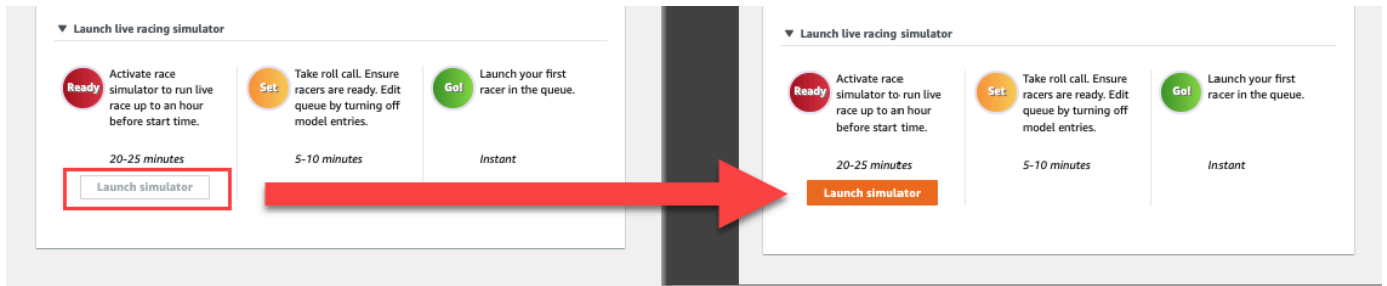 Launch live racing simulator
Ready
Activate race
simulator to run live
race up to an hour
before start time.
20-25 minutes
Launch simulator
Set
Take roll call. Ensure
racers are ready. Edit
queue by turning off
model entries.
5-10 minutes
Go!
Launch your first
racer in the queue.
Instant
Launch live racing simulator
Ready
Activate race
simulator to run live
race up to an hour
before start time.
20-25 minutes
Launch simulator
Set
Take roll call. Ensure
racers are ready. Edit
queue by turning off
model entries.
5-10 minutes
Go!
Launch your first
racer in the queue.
Instant